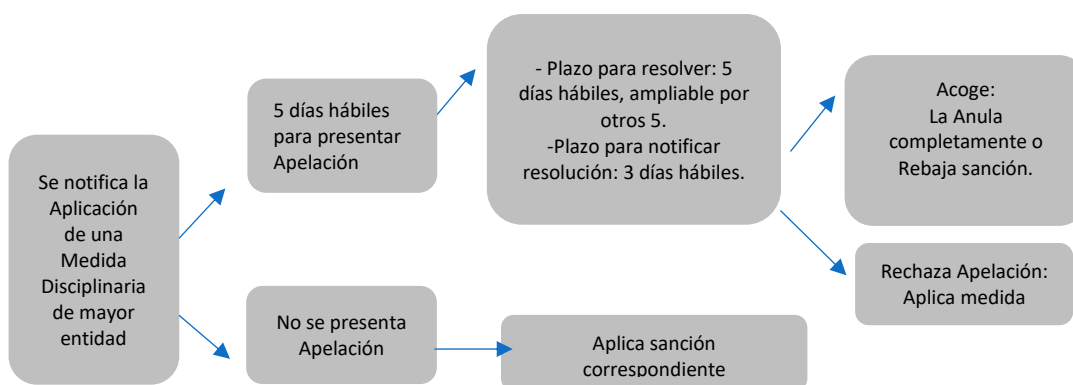 Se notifica la
Aplicación
de una
Medida
Disciplinaria
de mayor
entidad
5 días hábiles
para presentar
Apelación
- Plazo para resolver: 5
días hábiles, ampliable por
otros 5.
-Plazo para notificar
resolución: 3 días hábiles.
Acoge:
La Anula
completamente o
Rebaja sanción.
Rechaza Apelación:
Aplica medida
No se presenta
Apelación
Aplica sanción
correspondiente